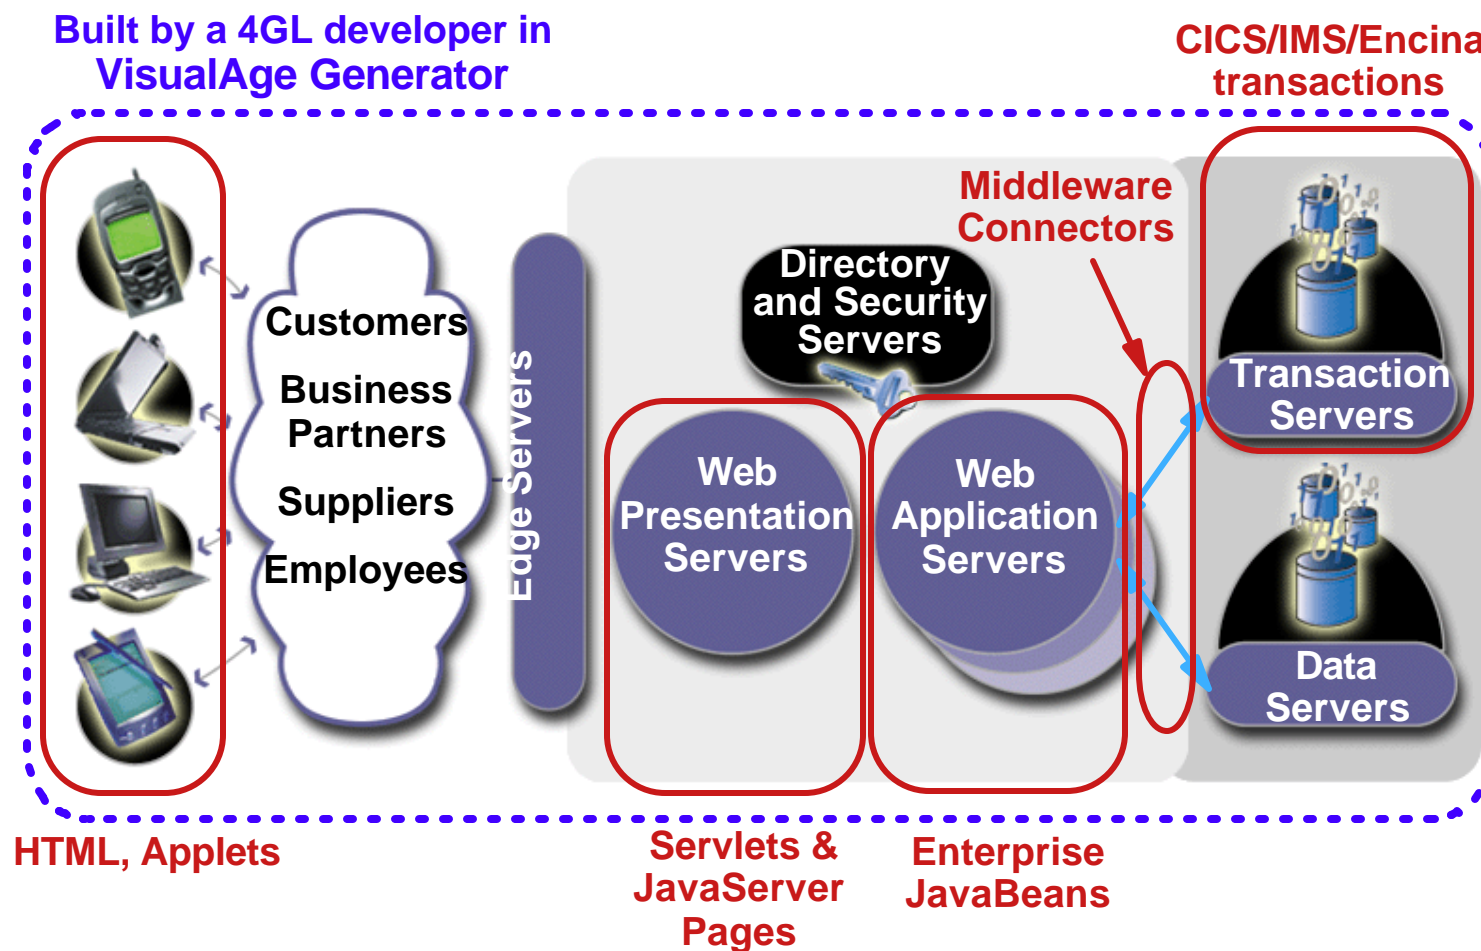 Built by a 4GL developer in
VisualAge Generator
CICS/IMS/Encina
transactions
Middleware
Connectors
Directory
and Security
Servers
Customers
Business
Partners
Suppliers
Employees
Edge Servers
Web
Presentation
Servers
Web
Application
Servers
Transaction
Servers
Data
Servers
HTML, Applets
Servlets &
JavaServer
Pages
Enterprise
JavaBeans